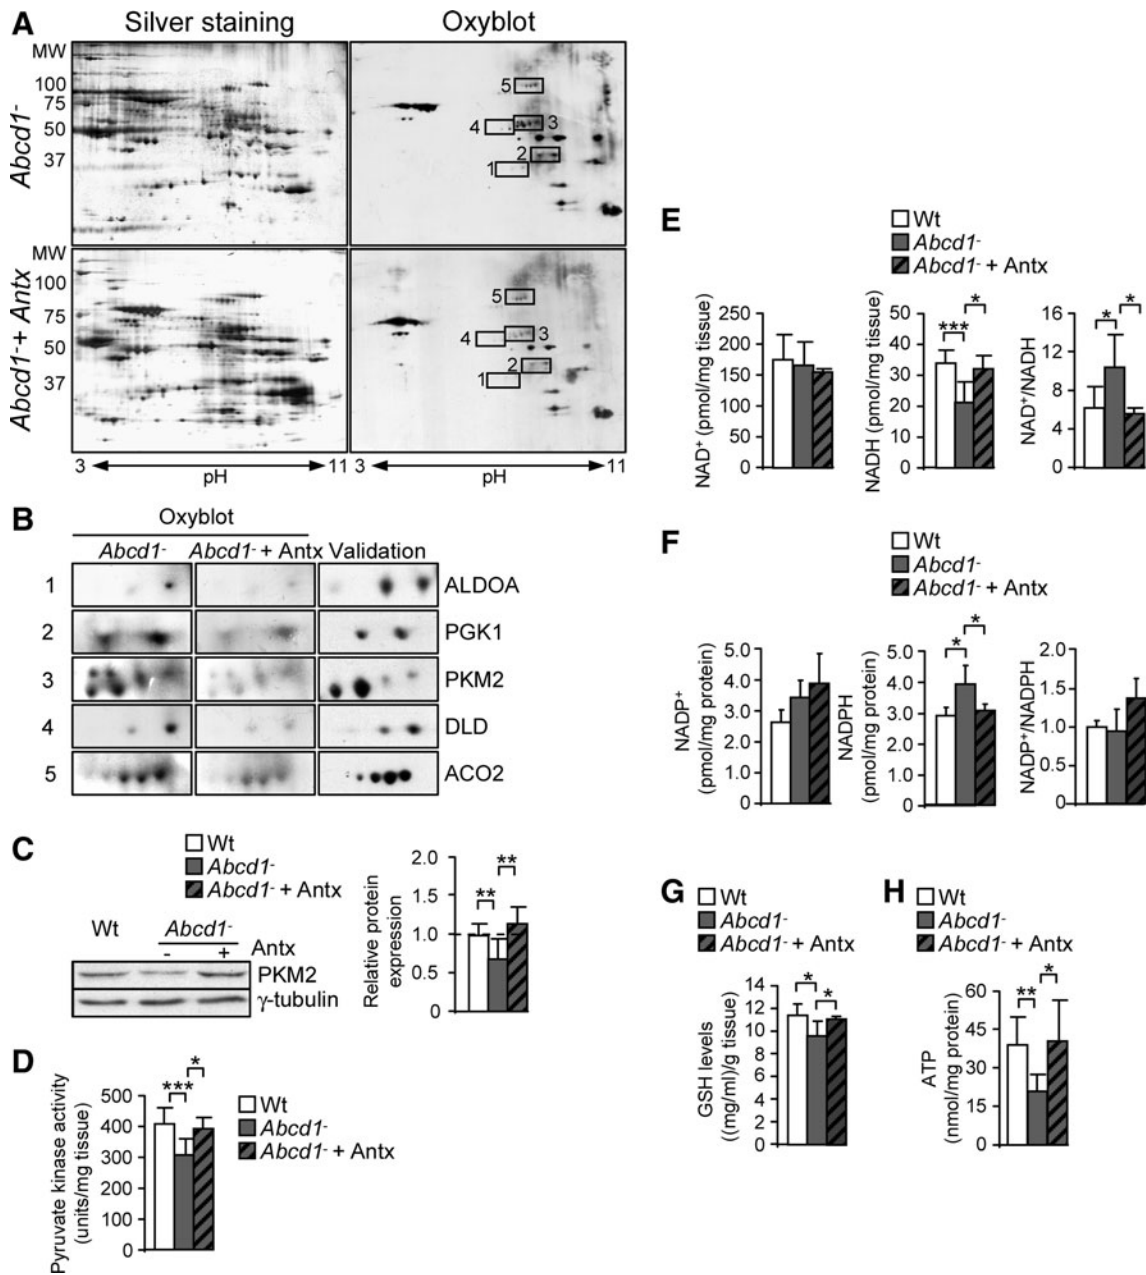 A
Silver staining
Oxyblot
Abcd1-
MW
100
75
50
37
5
4
3
2
1
Abcd1- + Antx
MW
100
75
50
37
5
4
3
2
1
3
pH
11
3
pH
11
B
Oxyblot
Abcd1- Abcd1- + Antx Validation
1 ALDOA
2 PGK1
3 PKM2
4 DLD
5 ACO2
C
Wt
Abcd1-
Abcd1- + Antx
Wt Abcd1-
- + Antx
PKM2
γ-tubulin
Relative protein expression
2.0
1.5
1.0
0.5
0
**
**
D
Pyruvate kinase activity
(units/mg tissue)
500
400
300
200
100
0
***
*
Wt
Abcd1-
Abcd1- + Antx
E
Wt
Abcd1-
Abcd1- + Antx
NAD+ (pmol/mg tissue)
250
200
150
100
50
0
NADH (pmol/mg tissue)
50
40
30
20
10
0
***
*
NAD+/NADH
16
12
8
4
0
*
*
F
Wt
Abcd1-
Abcd1- + Antx
NADP+
(pmol/mg protein)
5.0
4.0
3.0
2.0
1.0
0
NADPH
(pmol/mg protein)
5.0
4.0
3.0
2.0
1.0
0
*
*
NADP+/NADPH
2.0
1.5
1.0
0.5
0
G
Wt
Abcd1-
Abcd1- + Antx
GSH levels
((mg/ml)/g tissue)
14
12
10
8
6
4
2
0
*
*
H
Wt
Abcd1-
Abcd1- + Antx
ATP
(nmol/mg protein)
60
45
30
15
0
**
*